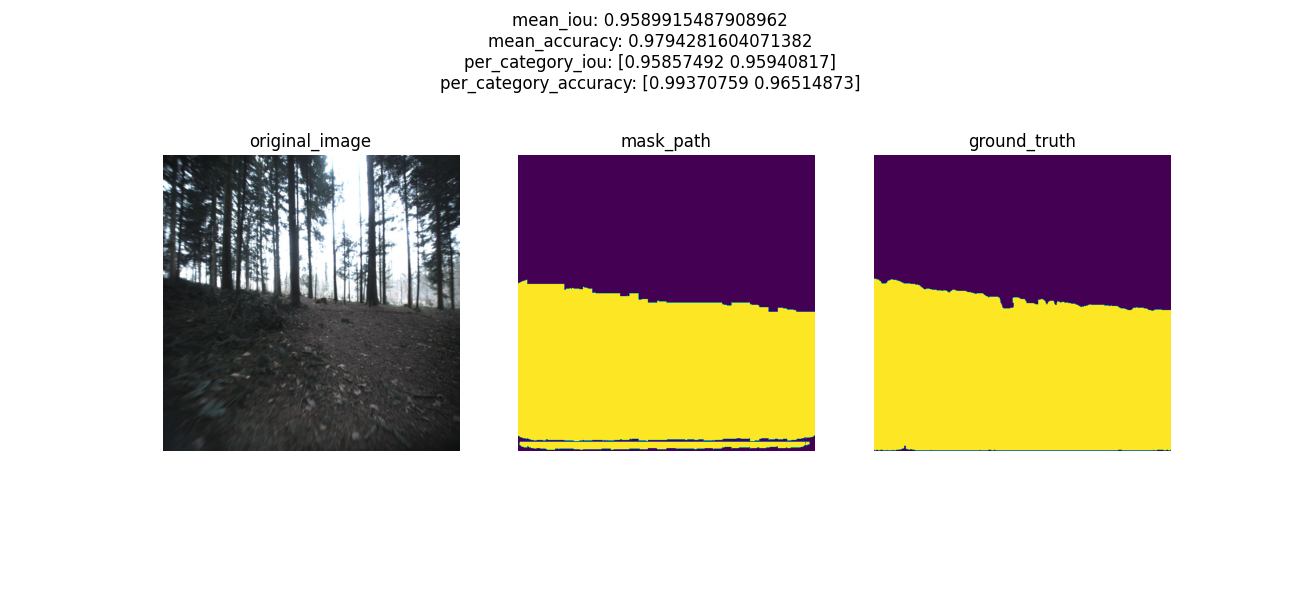 mean_iou: 0.9589915487908962
mean_accuracy: 0.9794281604071382
per_category_iou: [0.95857492 0.95940817]
per_category_accuracy: [0.99370759 0.96514873]
original_image
mask_path
ground_truth